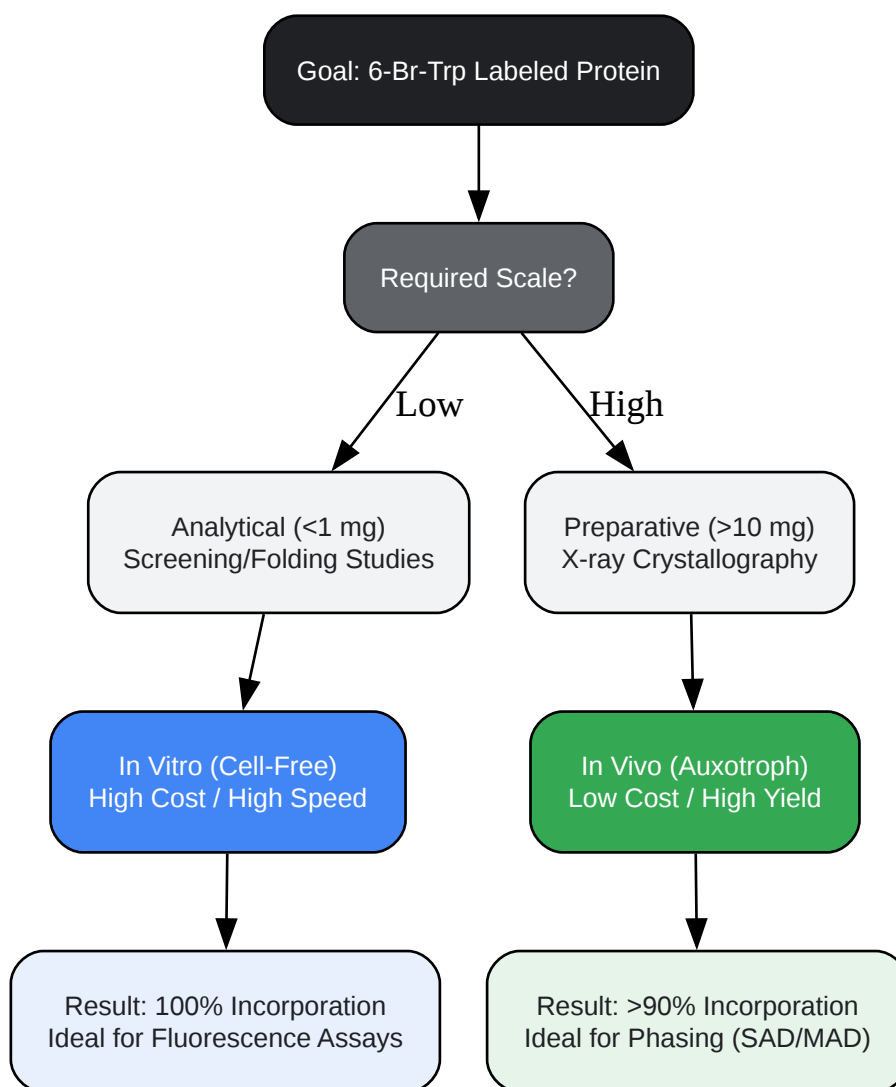 Goal: 6-Br-Trp Labeled Protein
Required Scale?
Low
High
Analytical (<1 mg)
Screening/Folding Studies
Preparative (>10 mg)
X-ray Crystallography
In Vitro (Cell-Free)
High Cost / High Speed
In Vivo (Auxotroph)
Low Cost / High Yield
Result: 100% Incorporation
Ideal for Fluorescence Assays
Result: >90% Incorporation
Ideal for Phasing (SAD/MAD)